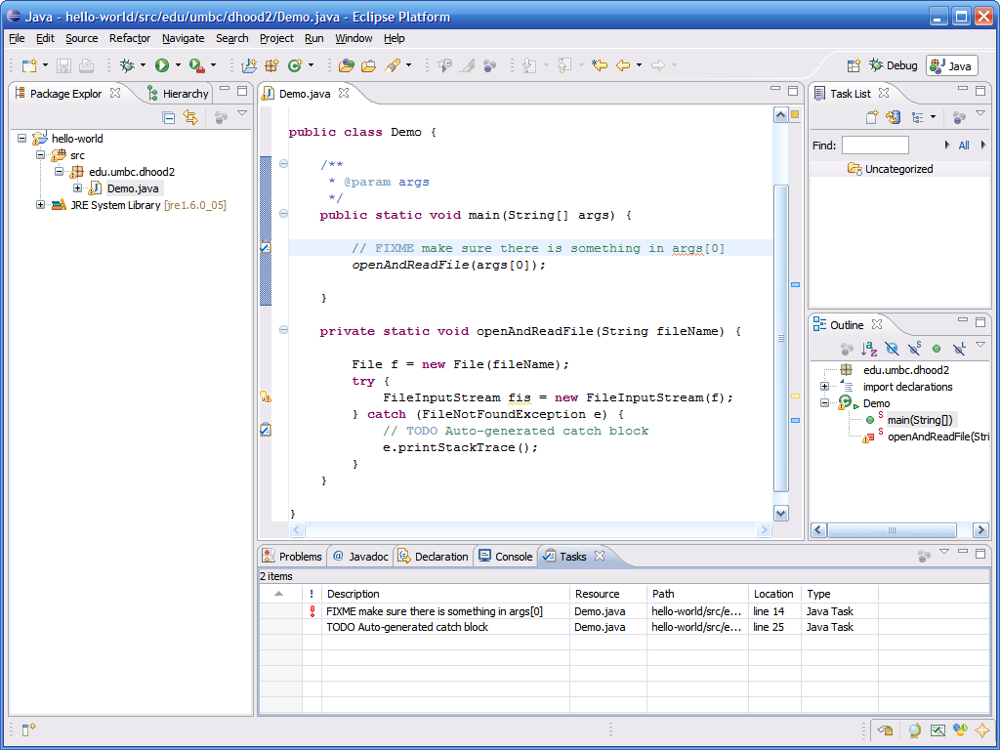 Java - hello-world/src/edu/umbc/dhood2/Demo.java - Eclipse Platform
File Edit Source Refactor Navigate Search Project Run Window Help
Debug Java
Package Explor Hierarchy
hello-world
src
edu.umbc.dhood2
Demo.java
JRE System Library [jre1.6.0_05]
Demo.java
public class Demo {
/**
* @param args
*/
public static void main(String[] args) {
// FIXME make sure there is something in args[0]
openAndReadFile(args[0]);
}
private static void openAndReadFile(String fileName) {
File f = new File(fileName);
try {
FileInputStream fis = new FileInputStream(f);
} catch (FileNotFoundException e) {
// TODO Auto-generated catch block
e.printStackTrace();
}
}
}
Task List
Find: All
Uncategorized
Outline
edu.umbc.dhood2
import declarations
Demo
main(String[])
openAndReadFile(Stri
Problems @ Javadoc Declaration Console Tasks
2 items
! Description Resource Path Location Type
! FIXME make sure there is something in args[0] Demo.java hello-world/src/e... line 14 Java Task
TODO Auto-generated catch block Demo.java hello-world/src/e... line 25 Java Task